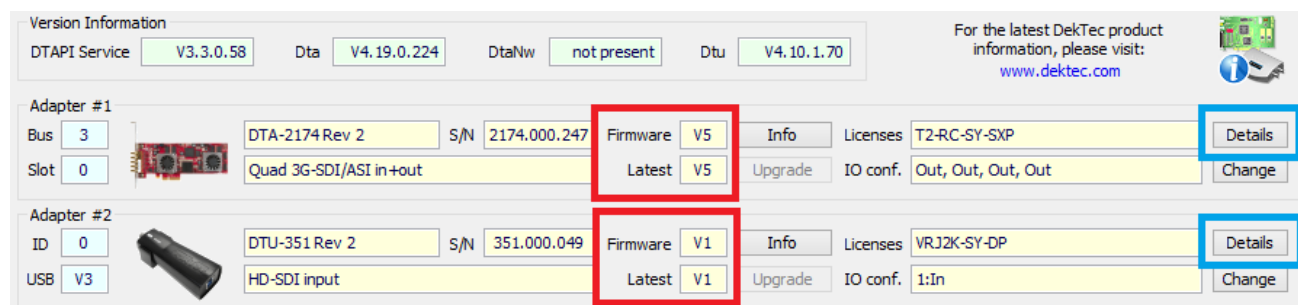 Version Information
DTAPI Service V3.3.0.58 Dta V4.19.0.224 DtaNw not present Dtu V4.10.1.70
For the latest DekTec product
information, please visit:
www.dektec.com
Adapter #1
Bus 3 DTA-2174 Rev 2 S/N 2174.000.247 Firmware V5 Info Licenses T2-RC-SY-SXP Details
Slot 0 Quad 3G-SDI/ASI in+out Latest V5 Upgrade IO conf. Out, Out, Out, Out Change
Adapter #2
ID 0 DTU-351 Rev 2 S/N 351.000.049 Firmware V1 Info Licenses VRJ2K-SY-DP Details
USB V3 HD-SDI input Latest V1 Upgrade IO conf. 1:In Change